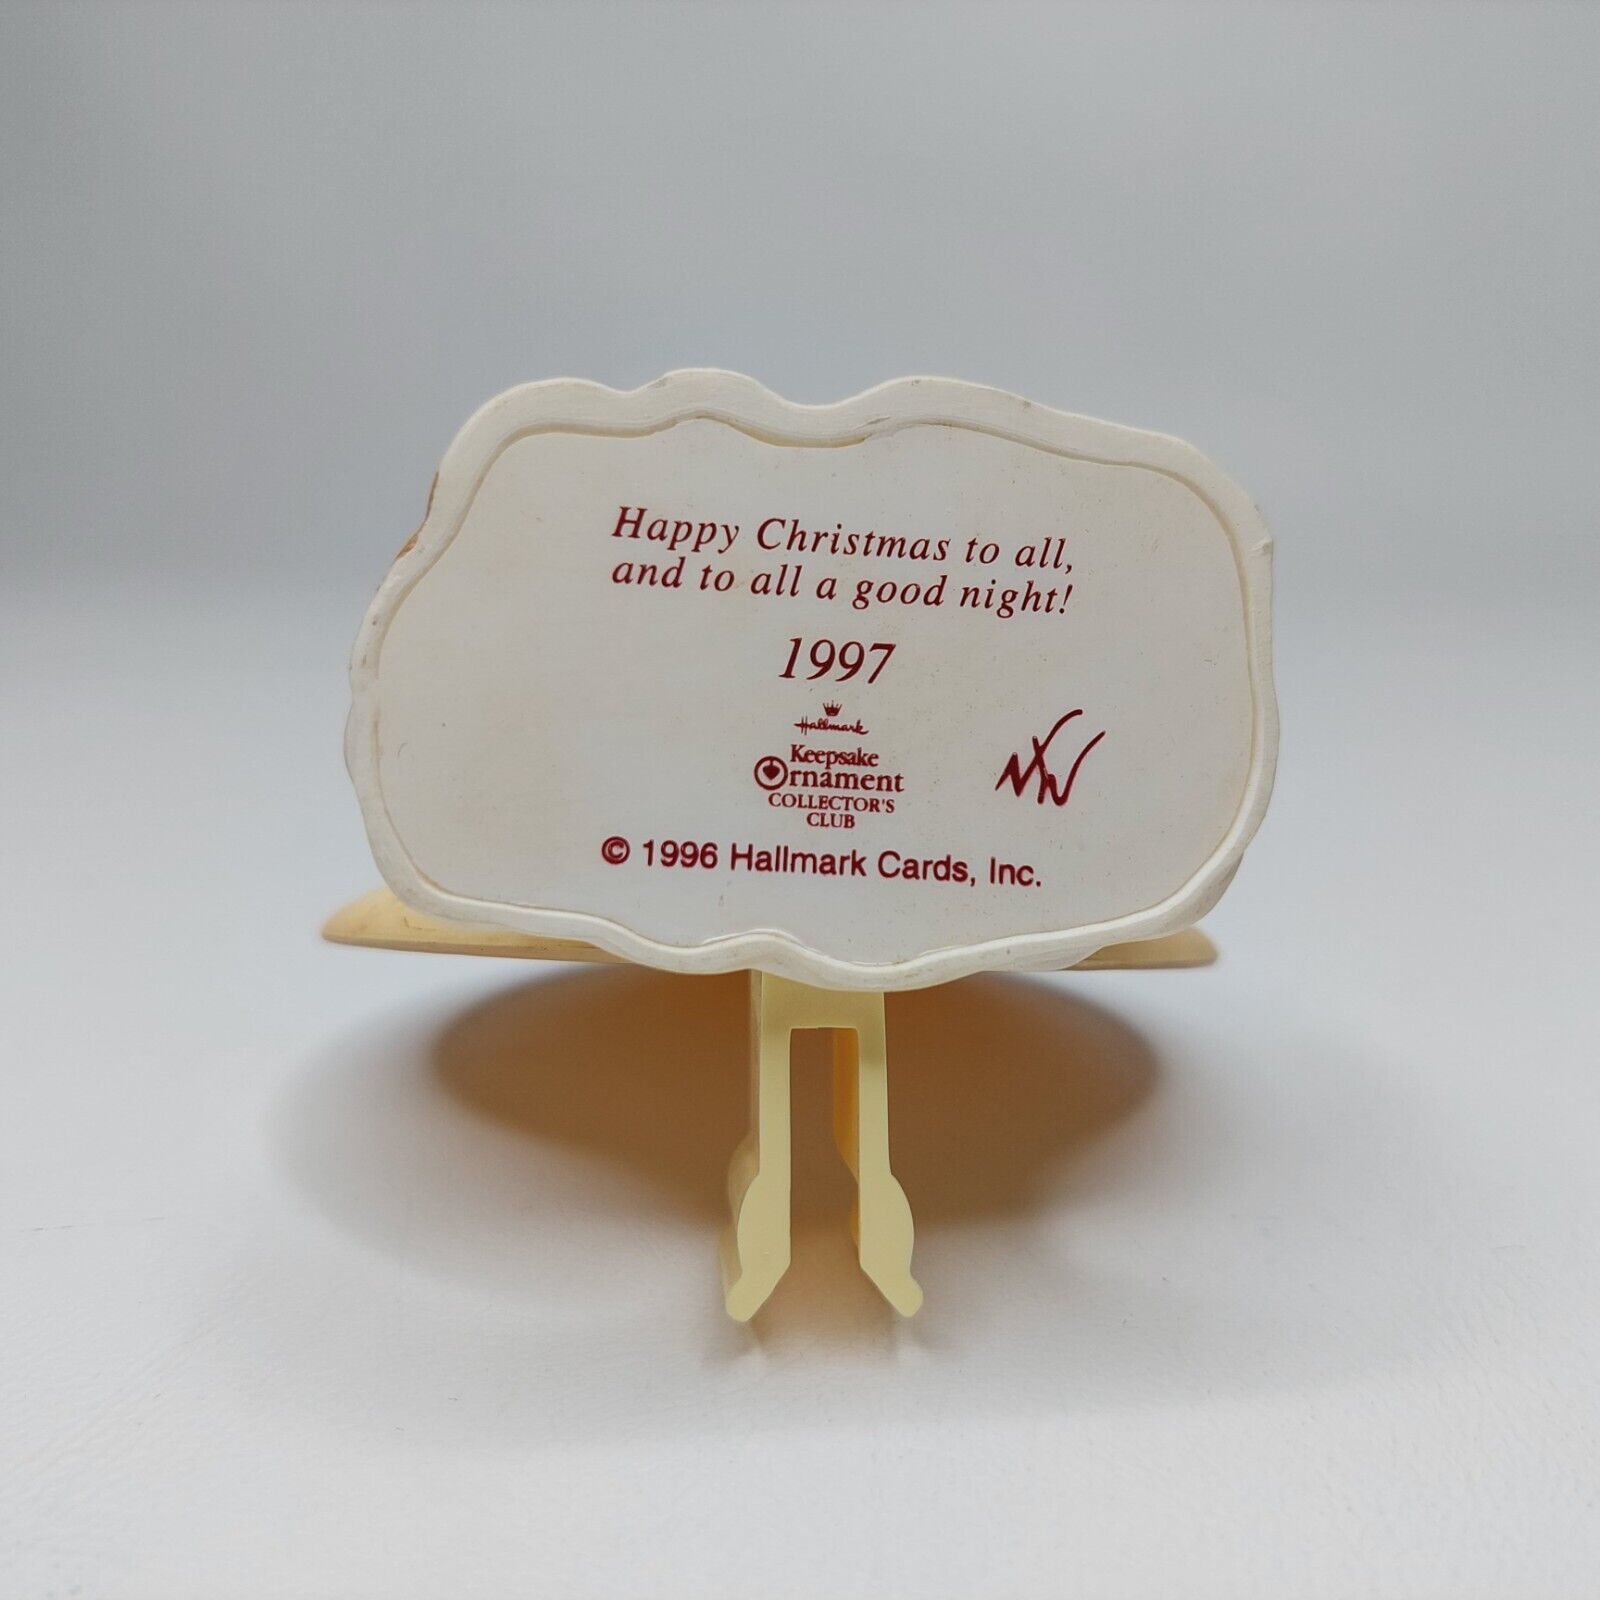 Happy Christmas to all,
and to all a good night!
1997
Hallmark
Keepsake
Ornament
COLLECTOR'S
CLUB
© 1996 Hallmark Cards, Inc.